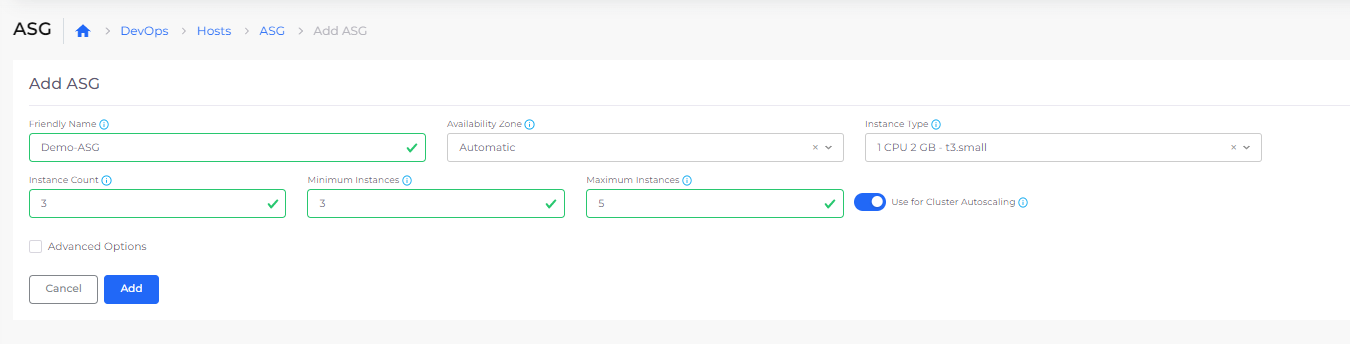 ASG DevOps Hosts ASG Add ASG
Add ASG
Friendly Name Availability Zone Instance Type
Demo-ASG Automatic 1 CPU 2 GB - t3.small
Instance Count Minimum Instances Maximum Instances
3 3 5 Use for Cluster Autoscaling
Advanced Options
Cancel Add